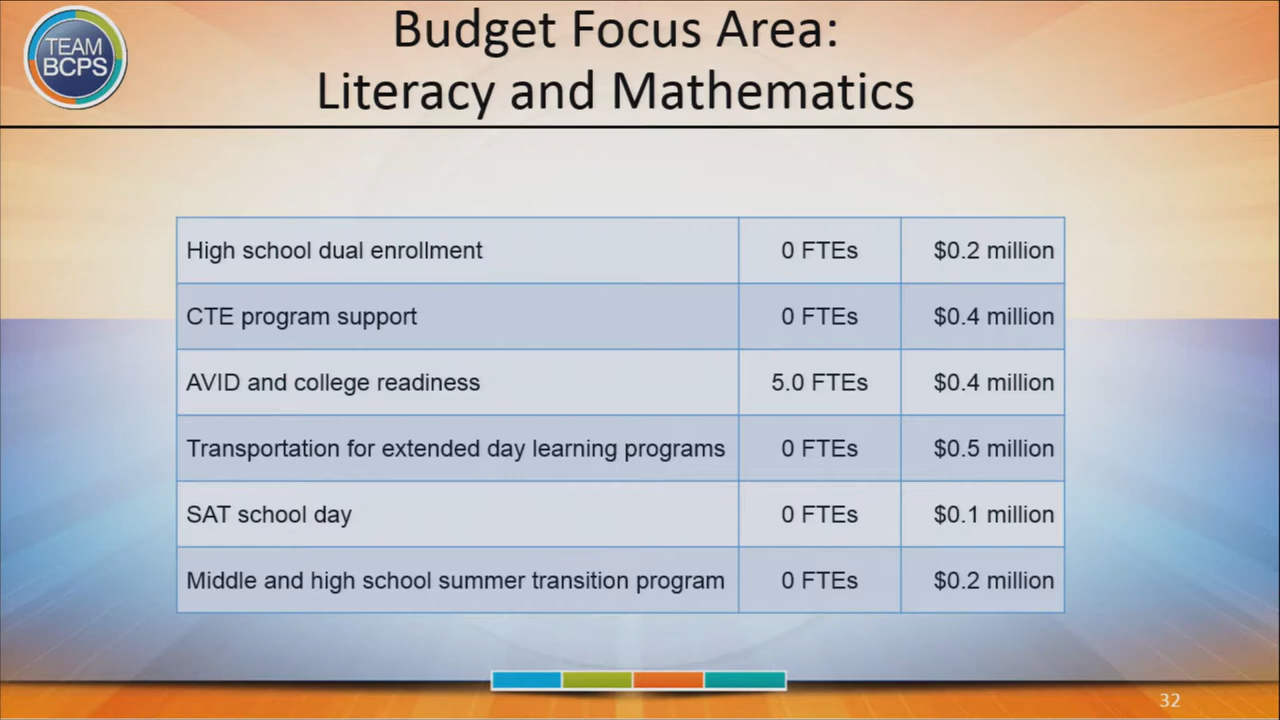 TEAM
BCPS
Budget Focus Area:
Literacy and Mathematics
High school dual enrollment 0 FTEs $0.2 million
CTE program support 0 FTEs $0.4 million
AVID and college readiness 5.0 FTEs $0.4 million
Transportation for extended day learning programs 0 FTEs $0.5 million
SAT school day 0 FTEs $0.1 million
Middle and high school summer transition program 0 FTEs $0.2 million
32